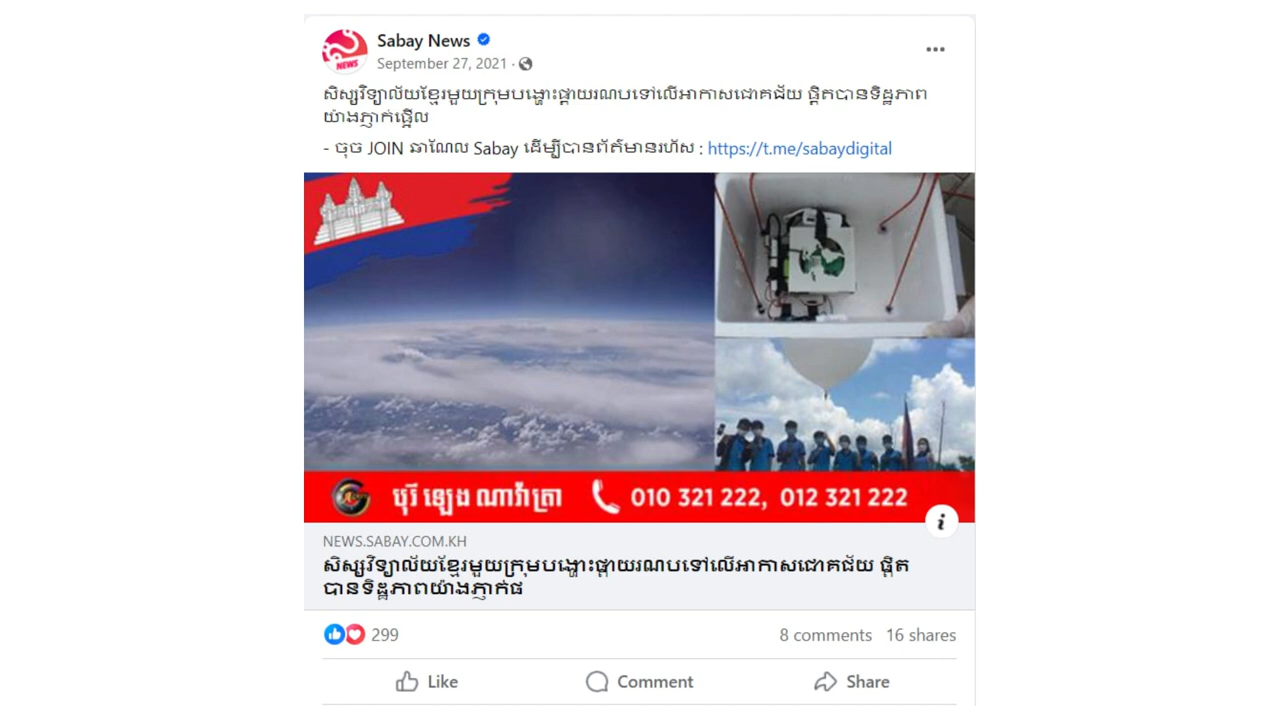 Sabay News
NEWS
September 27, 2021 ·
សិស្សវិទ្យាល័យខ្មែរមួយក្រុមបង្ហោះផ្កាយរណបទៅលើអាកាសជោគជ័យ ផ្តិតបានទិដ្ឋភាព
យ៉ាងភ្ញាក់ផ្អើល
- ចុច JOIN ឆាណែល Sabay ដើម្បីបានព័ត៌មានរហ័ស : https://t.me/sabaydigital
បុរី ឡេង ណាវ៉ាត្រា 010 321 222, 012 321 222
NEWS.SABAY.COM.KH
សិស្សវិទ្យាល័យខ្មែរមួយក្រុមបង្ហោះផ្កាយរណបទៅលើអាកាសជោគជ័យ ផ្តិត
បានទិដ្ឋភាពយ៉ាងភ្ញាក់ផ
299 8 comments 16 shares
Like Comment Share